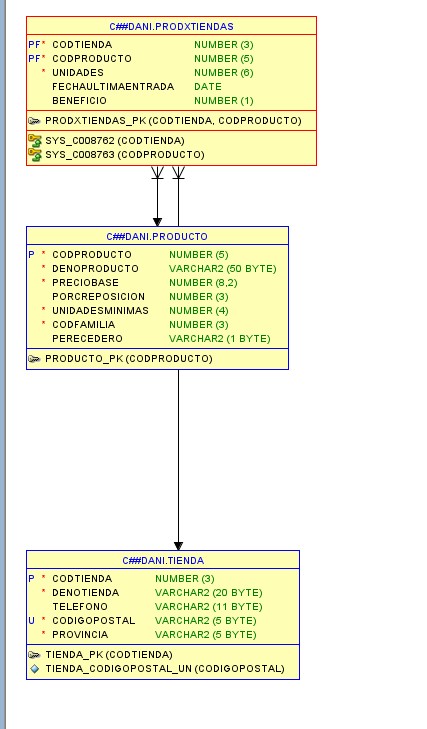 C##DANI.PRODXTIENDAS
PF* CODTIENDA NUMBER (3)
PF* CODPRODUCTO NUMBER (5)
* UNIDADES NUMBER (6)
FECHAULTIMAENTRADA DATE
BENEFICIO NUMBER (1)
PRODXTIENDAS_PK (CODTIENDA, CODPRODUCTO)
SYS_C008762 (CODTIENDA)
SYS_C008763 (CODPRODUCTO)
C##DANI.PRODUCTO
P * CODPRODUCTO NUMBER (5)
* DENOPRODUCTO VARCHAR2 (50 BYTE)
* PRECIOBASE NUMBER (8,2)
PORCREPOSICION NUMBER (3)
* UNIDADESMINIMAS NUMBER (4)
* CODFAMILIA NUMBER (3)
PERECEDERO VARCHAR2 (1 BYTE)
PRODUCTO_PK (CODPRODUCTO)
C##DANI.TIENDA
P * CODTIENDA NUMBER (3)
* DENOTIENDA VARCHAR2 (20 BYTE)
TELEFONO VARCHAR2 (11 BYTE)
U * CODIGOPOSTAL VARCHAR2 (5 BYTE)
* PROVINCIA VARCHAR2 (5 BYTE)
TIENDA_PK (CODTIENDA)
TIENDA_CODIGOPOSTAL_UN (CODIGOPOSTAL)